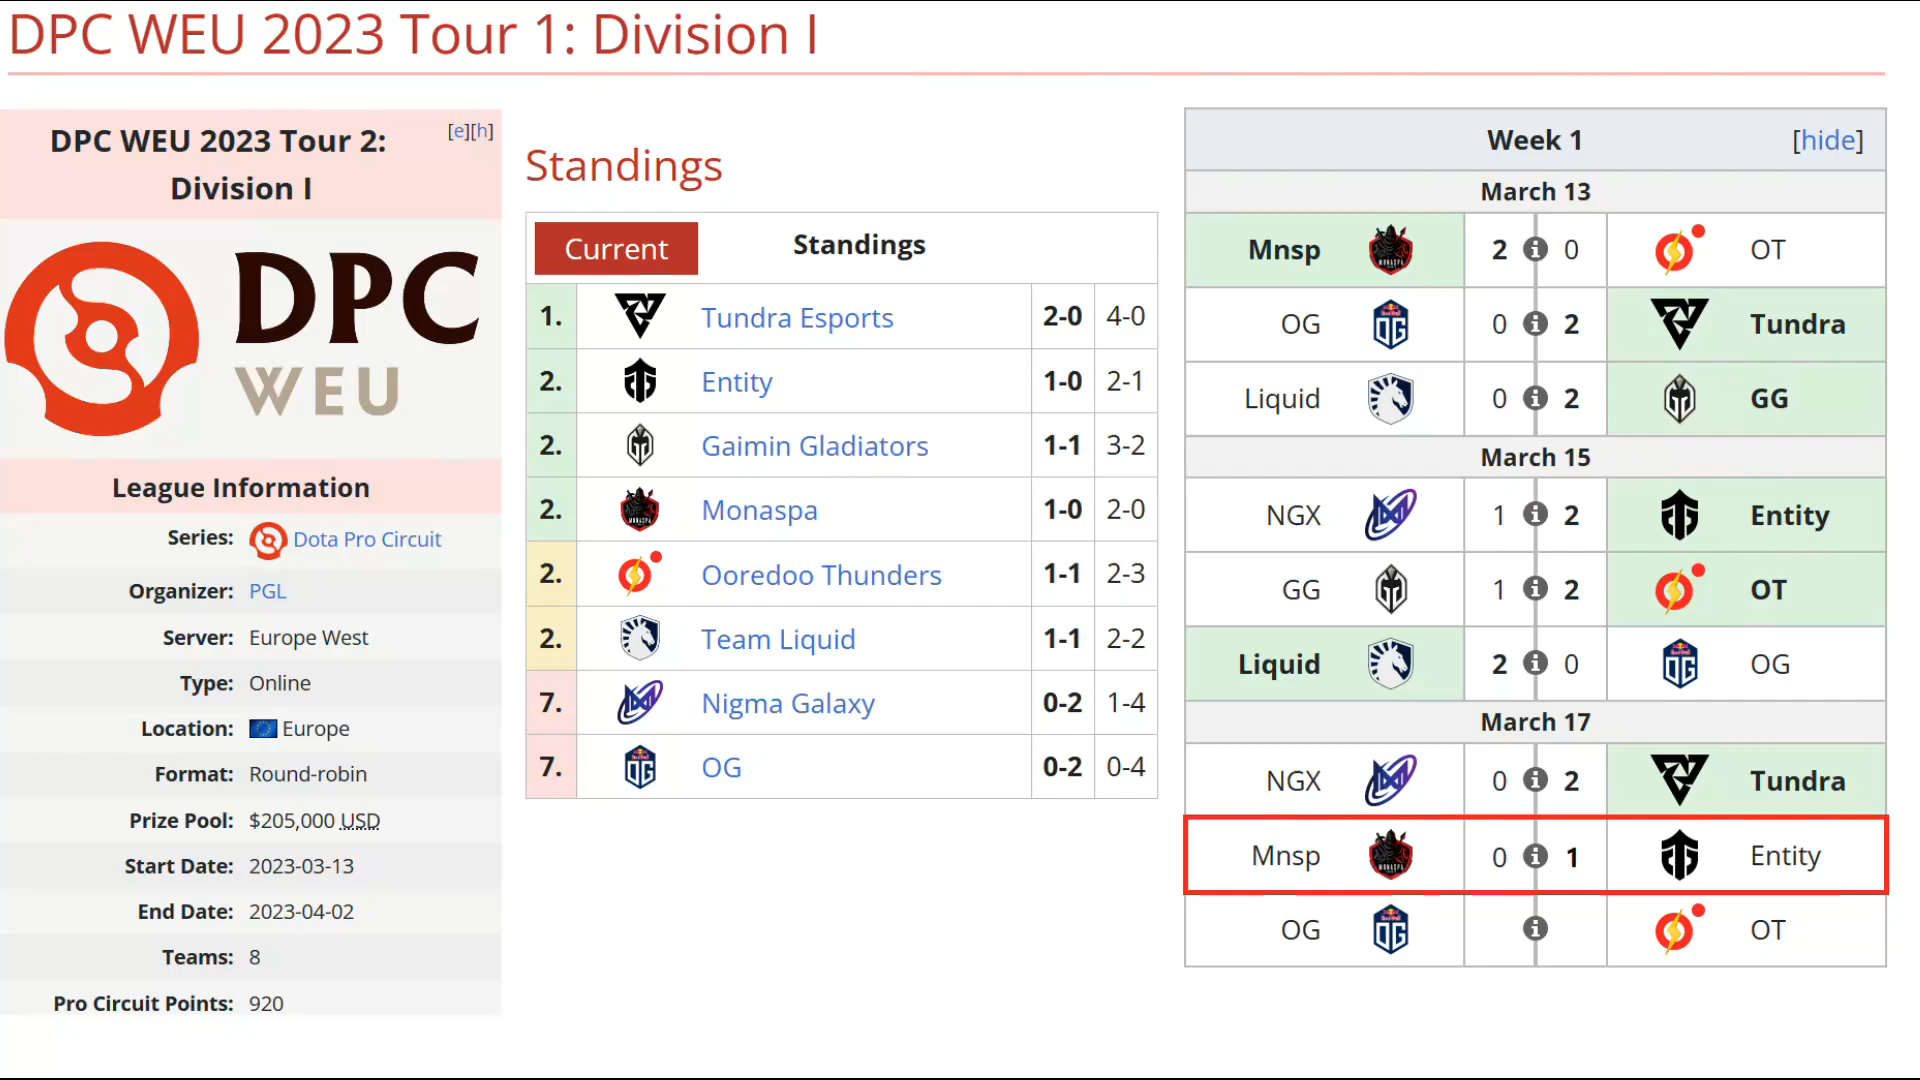 DPC WEU 2023 Tour 1: Division I
DPC WEU 2023 Tour 2:
Division I
[e][h]
DPC
WEU
League Information
Series: Dota Pro Circuit
Organizer: PGL
Server: Europe West
Type: Online
Location: Europe
Format: Round-robin
Prize Pool: $205,000 USD
Start Date: 2023-03-13
End Date: 2023-04-02
Teams: 8
Pro Circuit Points: 920
Standings
Current Standings
1. Tundra Esports 2-0 4-0
2. Entity 1-0 2-1
2. Gaimin Gladiators 1-1 3-2
2. Monaspa 1-0 2-0
2. Ooredoo Thunders 1-1 2-3
2. Team Liquid 1-1 2-2
7. Nigma Galaxy 0-2 1-4
7. OG 0-2 0-4
Week 1 [hide]
March 13
Mnsp 2 0 OT
OG 0 2 Tundra
Liquid 0 2 GG
March 15
NGX 1 2 Entity
GG 1 2 OT
Liquid 2 0 OG
March 17
NGX 0 2 Tundra
Mnsp 0 1 Entity
OG OT